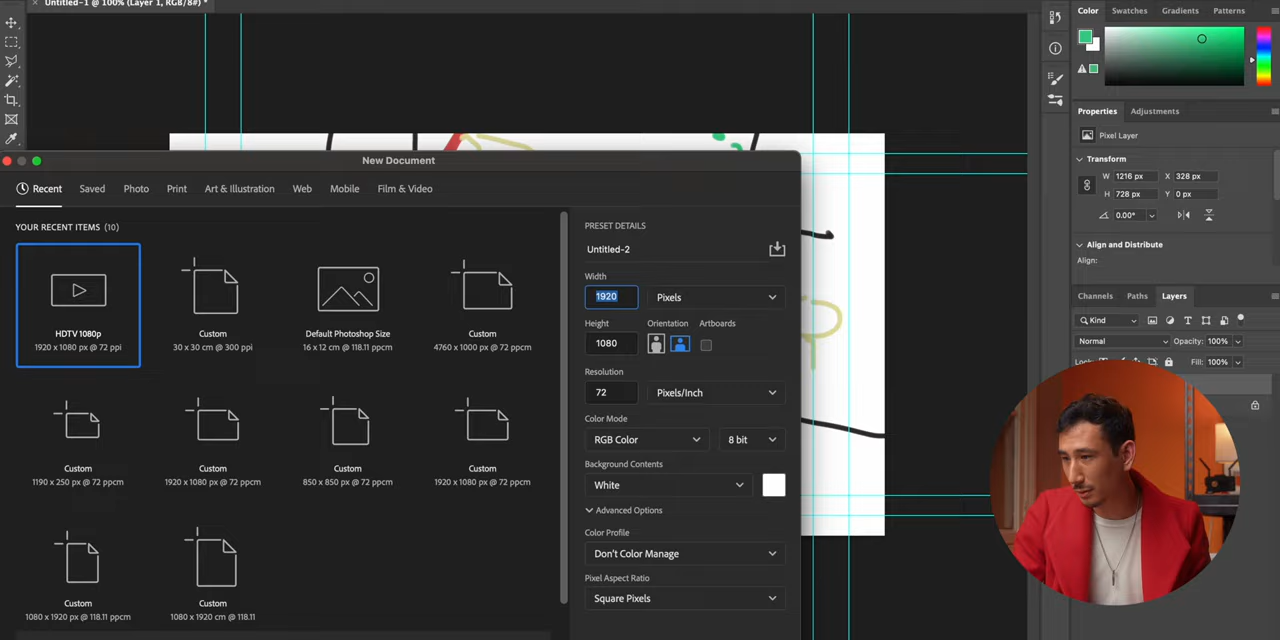 Untitled-1 @ 100% (Layer 1, RGB/8#) *
Color Swatches Gradients Patterns
Properties Adjustments
Pixel Layer
Transform
W 1216 px X 328 px
H 728 px Y 0 px
0.00°
Align and Distribute
Align:
Channels Paths Layers
Kind
Normal Opacity: 100%
Fill: 100%
New Document
Recent Saved Photo Print Art & Illustration Web Mobile Film & Video
YOUR RECENT ITEMS (10)
HDTV 1080p
1920 x 1080 px @ 72 ppi
Custom
30 x 30 cm @ 300 ppi
Default Photoshop Size
16 x 12 cm @ 118.11 ppcm
Custom
4760 x 1000 px @ 72 ppcm
Custom
1190 x 250 px @ 72 ppcm
Custom
1920 x 1080 px @ 72 ppcm
Custom
850 x 850 px @ 72 ppcm
Custom
1920 x 1080 px @ 72 ppcm
Custom
1080 x 1920 px @ 118.11 ppcm
Custom
1080 x 1920 cm @ 118.11
PRESET DETAILS
Untitled-2
Width
1920 Pixels
Height Orientation Artboards
1080
Resolution
72 Pixels/Inch
Color Mode
RGB Color 8 bit
Background Contents
White
Advanced Options
Color Profile
Don't Color Manage
Pixel Aspect Ratio
Square Pixels